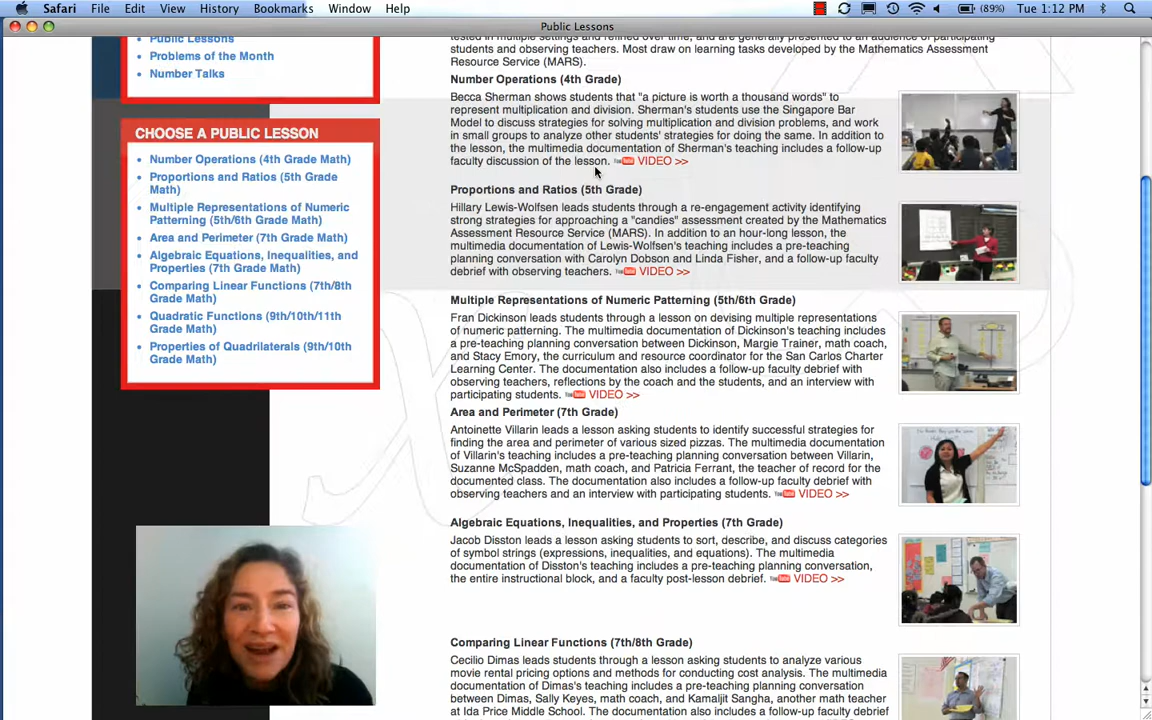 Safari File Edit View History Bookmarks Window Help (89%) Tue 1:12 PM
Public Lessons
Public Lessons
Problems of the Month
Number Talks
CHOOSE A PUBLIC LESSON
Number Operations (4th Grade Math)
Proportions and Ratios (5th Grade
Math)
Multiple Representations of Numeric
Patterning (5th/6th Grade Math)
Area and Perimeter (7th Grade Math)
Algebraic Equations, Inequalities, and
Properties (7th Grade Math)
Comparing Linear Functions (7th/8th
Grade Math)
Quadratic Functions (9th/10th/11th
Grade Math)
Properties of Quadrilaterals (9th/10th
Grade Math)
tested in multiple settings and refined over time, and are generally presented to an audience of participating
students and observing teachers. Most draw on learning tasks developed by the Mathematics Assessment
Resource Service (MARS).
Number Operations (4th Grade)
Becca Sherman shows students that "a picture is worth a thousand words" to
represent multiplication and division. Sherman's students use the Singapore Bar
Model to discuss strategies for solving multiplication and division problems, and work
in small groups to analyze other students' strategies for doing the same. In addition to
the lesson, the multimedia documentation of Sherman's teaching includes a follow-up
faculty discussion of the lesson. VIDEO >>
Proportions and Ratios (5th Grade)
Hillary Lewis-Wolfsen leads students through a re-engagement activity identifying
strong strategies for approaching a "candies" assessment created by the Mathematics
Assessment Resource Service (MARS). In addition to an hour-long lesson, the
multimedia documentation of Lewis-Wolfsen's teaching includes a pre-teaching
planning conversation with Carolyn Dobson and Linda Fisher, and a follow-up faculty
debrief with observing teachers. VIDEO >>
Multiple Representations of Numeric Patterning (5th/6th Grade)
Fran Dickinson leads students through a lesson on devising multiple representations
of numeric patterning. The multimedia documentation of Dickinson's teaching includes
a pre-teaching planning conversation between Dickinson, Margie Trainer, math coach,
and Stacy Emory, the curriculum and resource coordinator for the San Carlos Charter
Learning Center. The documentation also includes a follow-up faculty debrief with
observing teachers, reflections by the coach and the students, and an interview with
participating students. VIDEO >>
Area and Perimeter (7th Grade)
Antoinette Villarin leads a lesson asking students to identify successful strategies for
finding the area and perimeter of various sized pizzas. The multimedia documentation
of Villarin's teaching includes a pre-teaching planning conversation between Villarin,
Suzanne McSpadden, math coach, and Patricia Ferrant, the teacher of record for the
documented class. The documentation also includes a follow-up faculty debrief with
observing teachers and an interview with participating students. VIDEO >>
Algebraic Equations, Inequalities, and Properties (7th Grade)
Jacob Disston leads a lesson asking students to sort, describe, and discuss categories
of symbol strings (expressions, inequalities, and equations). The multimedia
documentation of Disston's teaching includes a pre-teaching planning conversation,
the entire instructional block, and a faculty post-lesson debrief. VIDEO >>
Comparing Linear Functions (7th/8th Grade)
Cecilio Dimas leads students through a lesson asking students to analyze various
movie rental pricing options and methods for conducting cost analysis. The multimedia
documentation of Dimas's teaching includes a pre-teaching planning conversation
between Dimas, Sally Keyes, math coach, and Kamaljit Sangha, another math teacher
at Ida Price Middle School. The documentation also includes a follow-up faculty debrief